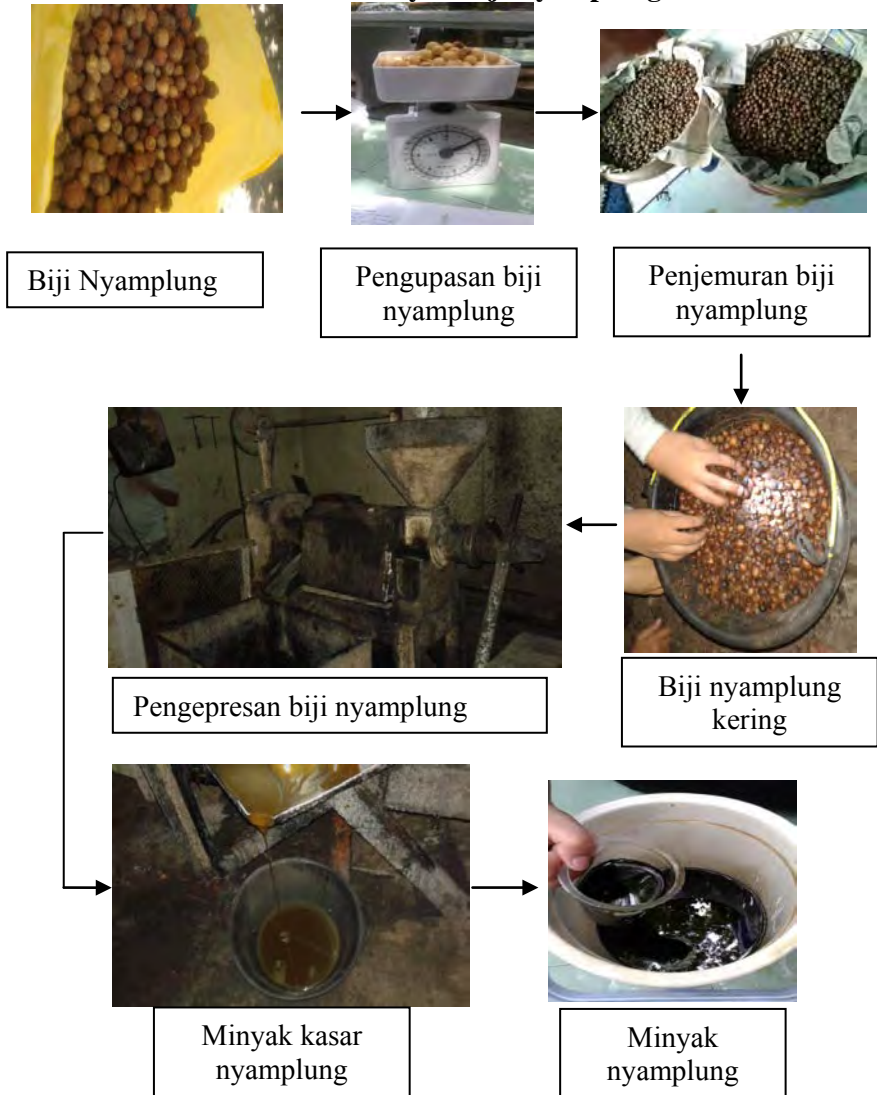 Biji Nyamplung
Pengupasan biji
nyamplung
Penjemuran biji
nyamplung
Pengepresan biji nyamplung
Biji nyamplung
kering
Minyak kasar
nyamplung
Minyak
nyamplung